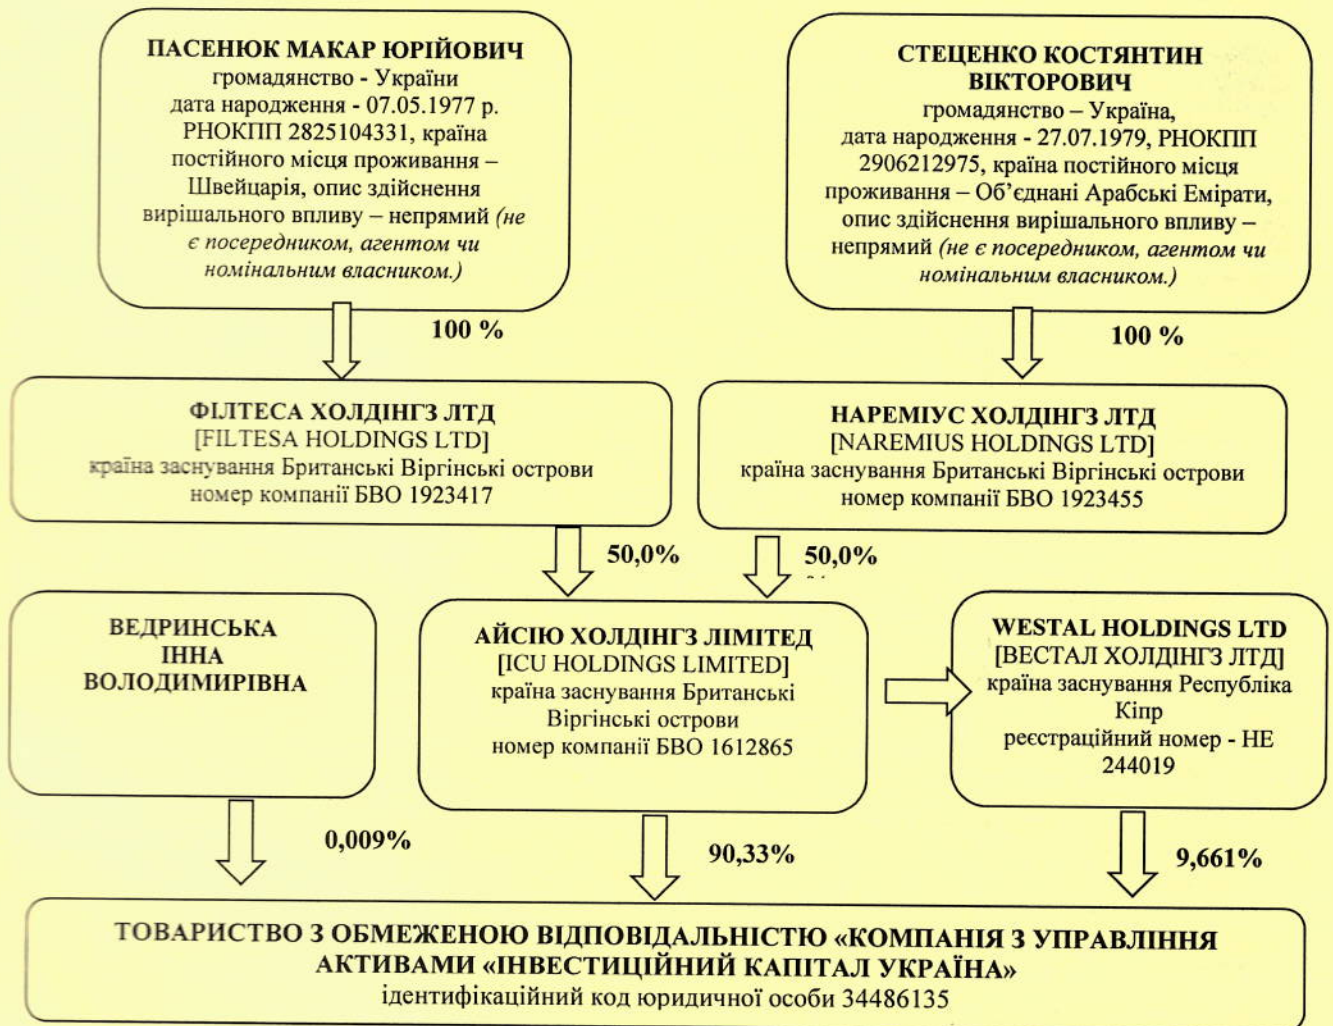 ПАСЕНЮК МАКАР ЮРІЙОВИЧ
громадянство - України
дата народження - 07.05.1977 р.
РНОКПП 2825104331, країна
постійного місця проживання –
Швейцарія, опис здійснення
вирішального впливу – непрямий (не
є посередником, агентом чи
номінальним власником.)
СТЕЦЕНКО КОСТЯНТИН
ВІКТОРОВИЧ
громадянство – Україна,
дата народження - 27.07.1979, РНОКПП
2906212975, країна постійного місця
проживання – Об’єднані Арабські Емірати,
опис здійснення вирішального впливу –
непрямий (не є посередником, агентом чи
номінальним власником.)
100 %
100 %
ФІЛТЕСА ХОЛДІНГЗ ЛТД
[FILTESA HOLDINGS LTD]
країна заснування Британські Віргінські острови
номер компанії БВО 1923417
НАРЕМІУС ХОЛДІНГЗ ЛТД
[NAREMIUS HOLDINGS LTD]
країна заснування Британські Віргінські острови
номер компанії БВО 1923455
50,0%
50,0%
ВЕДРИНСЬКА
ІННА
ВОЛОДИМИРІВНА
АЙСІЮ ХОЛДІНГЗ ЛІМІТЕД
[ICU HOLDINGS LIMITED]
країна заснування Британські
Віргінські острови
номер компанії БВО 1612865
WESTAL HOLDINGS LTD
[ВЕСТАЛ ХОЛДІНГЗ ЛТД]
країна заснування Республіка
Кіпр
реєстраційний номер - НЕ
244019
0,009%
90,33%
9,661%
ТОВАРИСТВО З ОБМЕЖЕНОЮ ВІДПОВІДАЛЬНІСТЮ «КОМПАНІЯ З УПРАВЛІННЯ
АКТИВАМИ «ІНВЕСТИЦІЙНИЙ КАПІТАЛ УКРАЇНА»
ідентифікаційний код юридичної особи 34486135